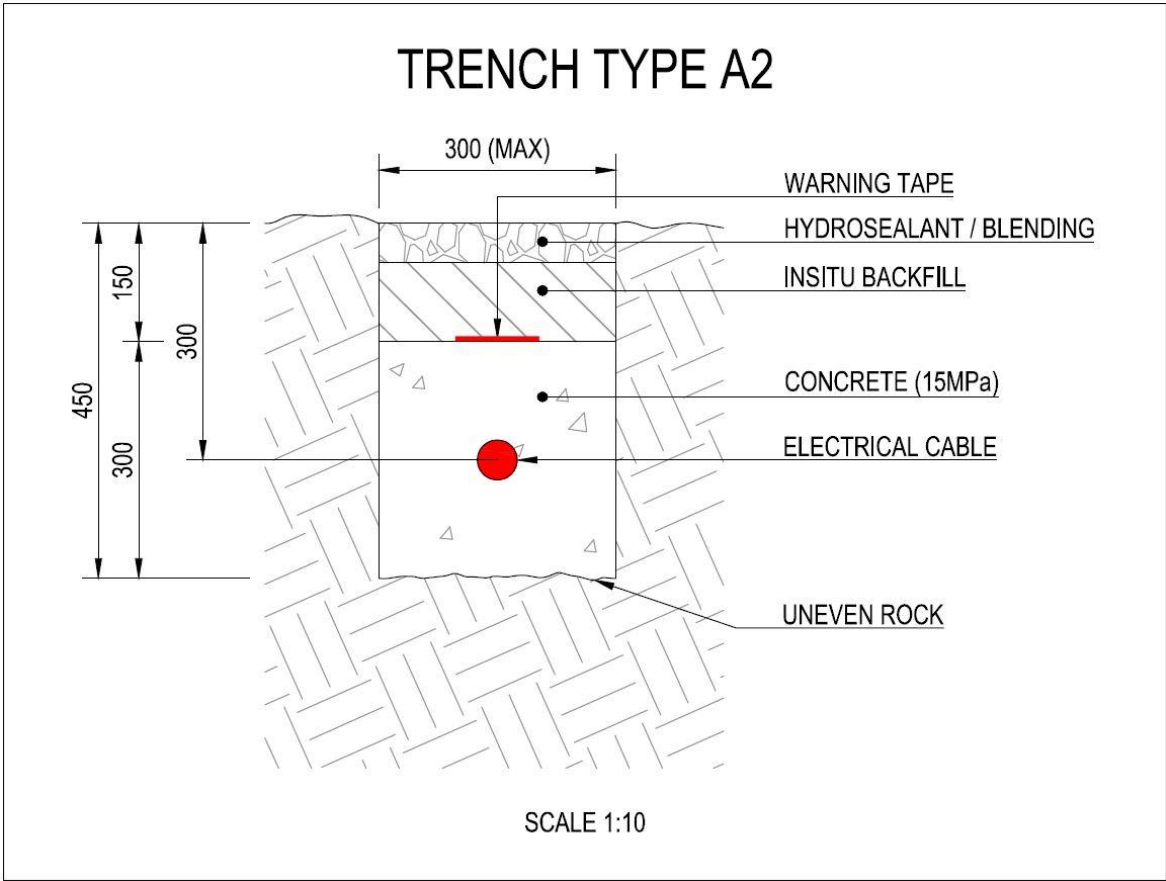 TRENCH TYPE A2
300 (MAX)
WARNING TAPE
HYDROSEALANT / BLENDING
INSITU BACKFILL
150
300
450
CONCRETE (15MPa)
300
ELECTRICAL CABLE
UNEVEN ROCK
SCALE 1:10